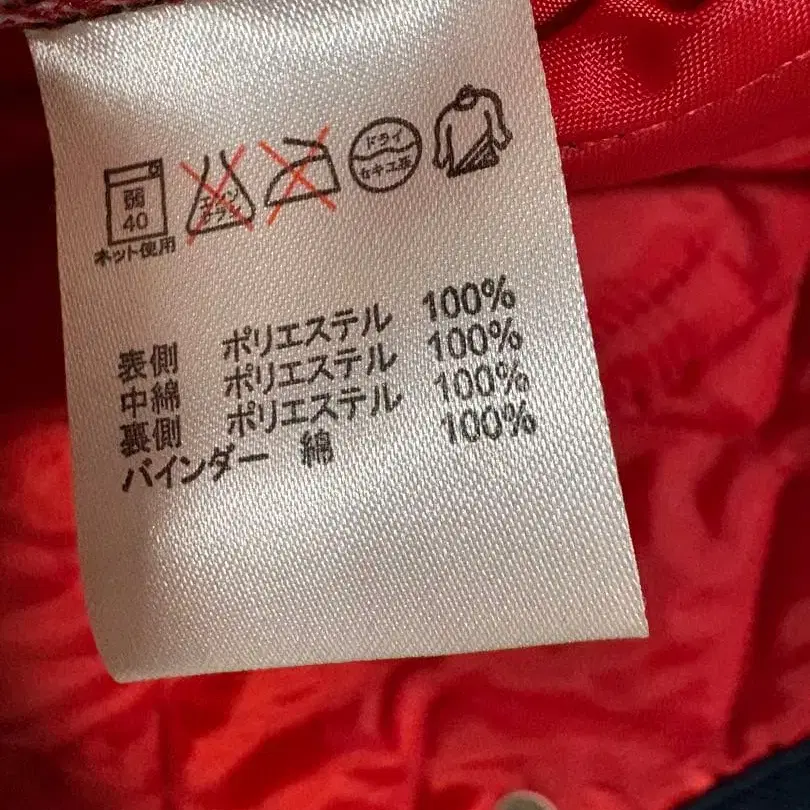 弱
40
ネット使用
エンソ
サラシ
ドライ
セキユ系
表側 ポリエステル 100%
中綿 ポリエステル 100%
裏側 ポリエステル 100%
バインダー 綿 100%